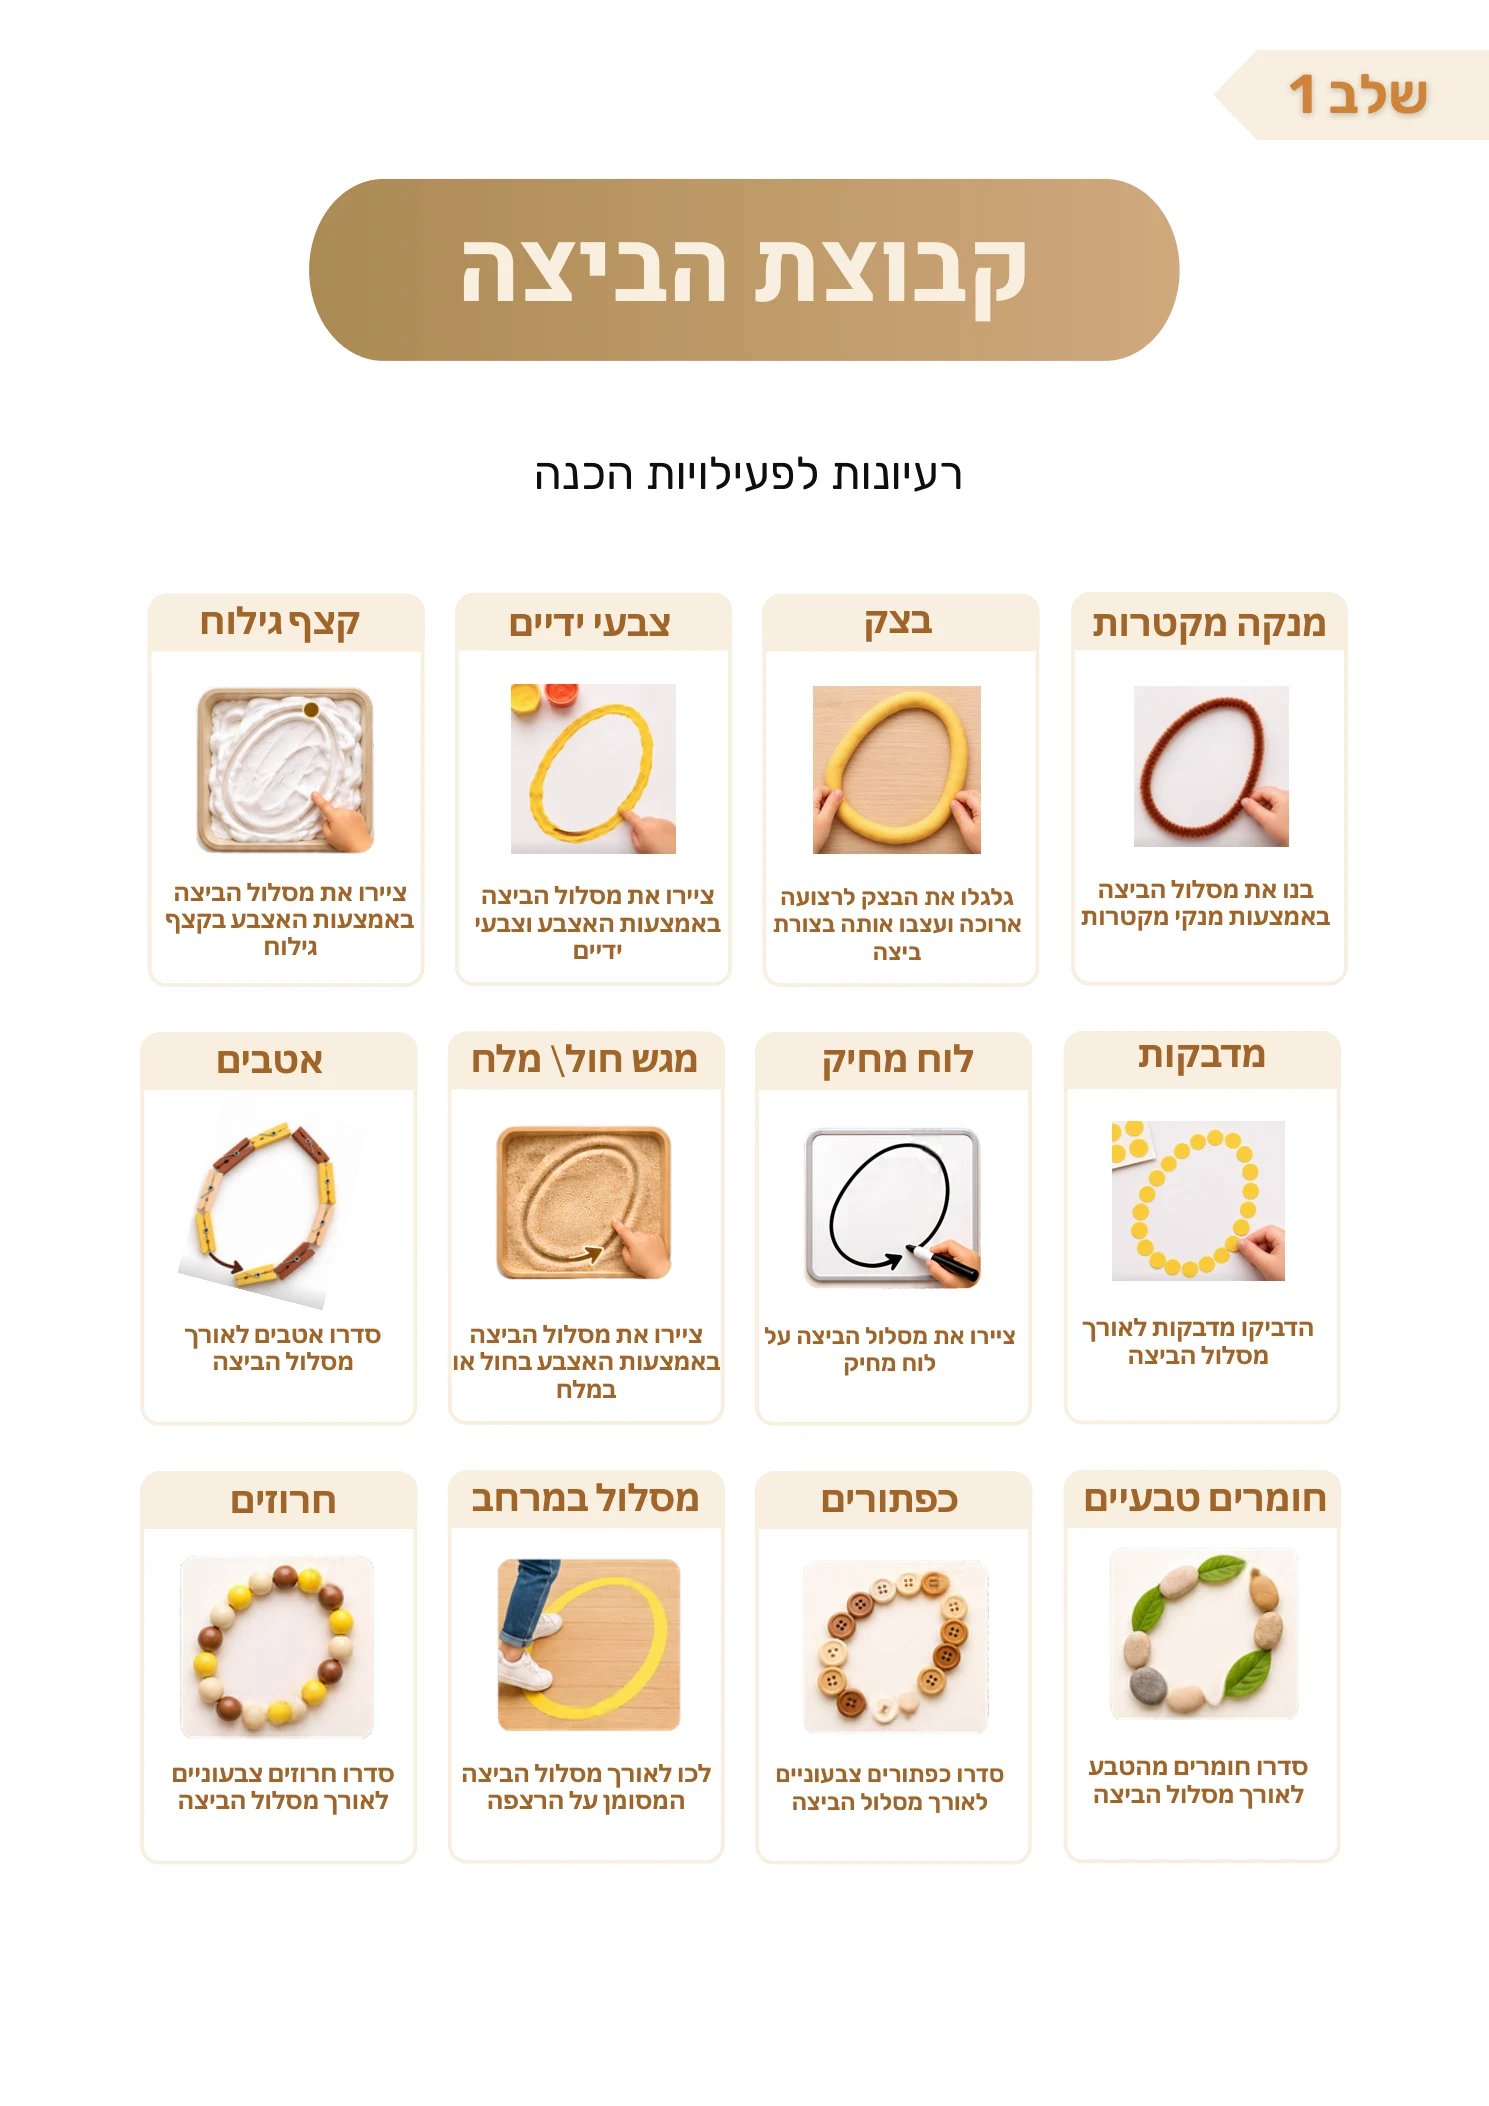 שלב 1
קבוצת הביצה
רעיונות לפעילויות הכנה
מנקה מקטרות
בנו את מסלול הביצה
באמצעות מנקי מקטרות
בצק
גלגלו את הבצק לרצועה
ארוכה ועצבו אותה בצורת
ביצה
צבעי ידיים
ציירו את מסלול הביצה
באמצעות האצבע וצבעי
ידיים
קצף גילוח
ציירו את מסלול הביצה
באמצעות האצבע בקצף
גילוח
מדבקות
הדביקו מדבקות לאורך
מסלול הביצה
לוח מחיק
ציירו את מסלול הביצה על
לוח מחיק
מגש חול\ מלח
ציירו את מסלול הביצה
באמצעות האצבע בחול או
במלח
אטבים
סדרו אטבים לאורך
מסלול הביצה
חומרים טבעיים
סדרו חומרים מהטבע
לאורך מסלול הביצה
כפתורים
סדרו כפתורים צבעוניים
לאורך מסלול הביצה
מסלול במרחב
לכו לאורך מסלול הביצה
המסומן על הרצפה
חרוזים
סדרו חרוזים צבעוניים
לאורך מסלול הביצה